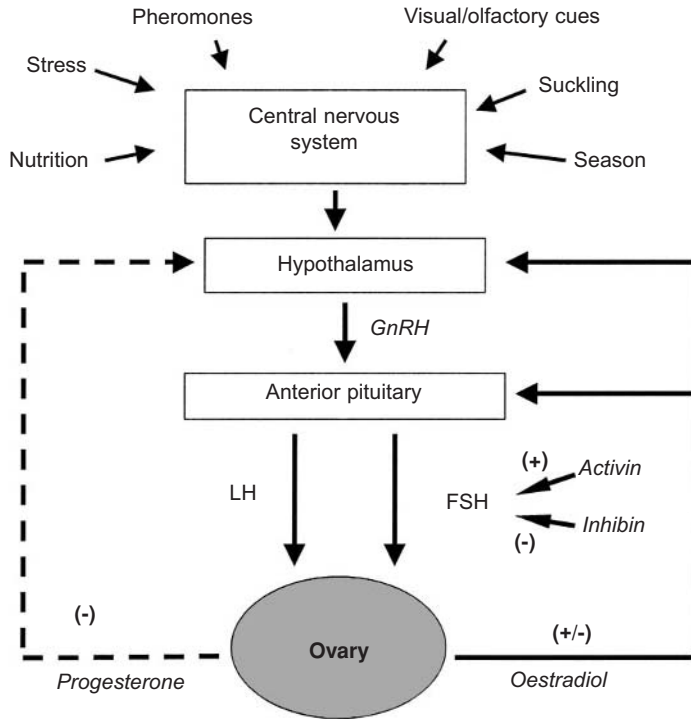 Pheromones
Visual/olfactory cues
Stress
Suckling
Central nervous
system
Nutrition
Season
Hypothalamus
GnRH
Anterior pituitary
(+)
Activin
LH
FSH
Inhibin
(-)
(-)
(+/-)
Ovary
Progesterone
Oestradiol